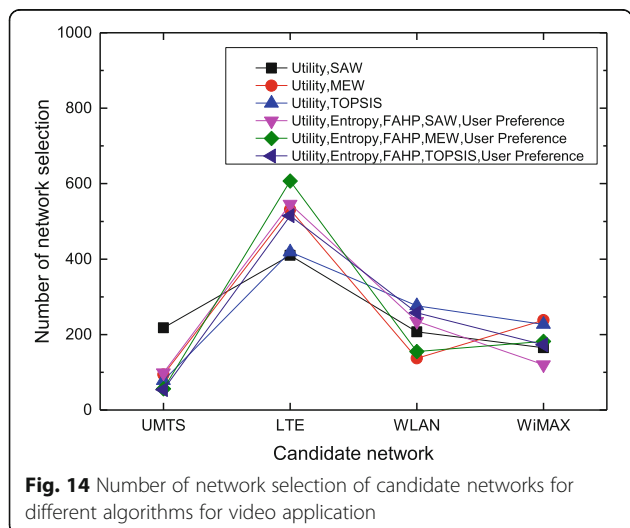 1000
800
600
400
200
0
Number of network selection
Utility,SAW
Utility,MEW
Utility,TOPSIS
Utility,Entropy,FAHP,SAW,User Preference
Utility,Entropy,FAHP,MEW,User Preference
Utility,Entropy,FAHP,TOPSIS,User Preference
UMTS LTE WLAN WiMAX
Candidate network
Fig. 14 Number of network selection of candidate networks for
different algorithms for video application